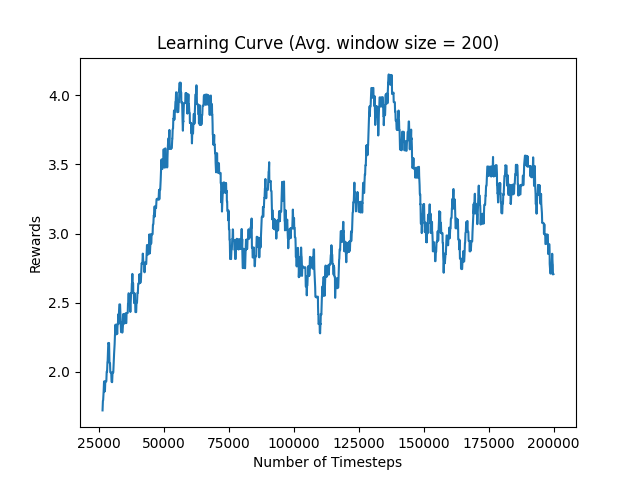 Learning Curve (Avg. window size = 200)
4.0
3.5
3.0
2.5
2.0
Rewards
25000 50000 75000 100000 125000 150000 175000 200000
Number of Timesteps